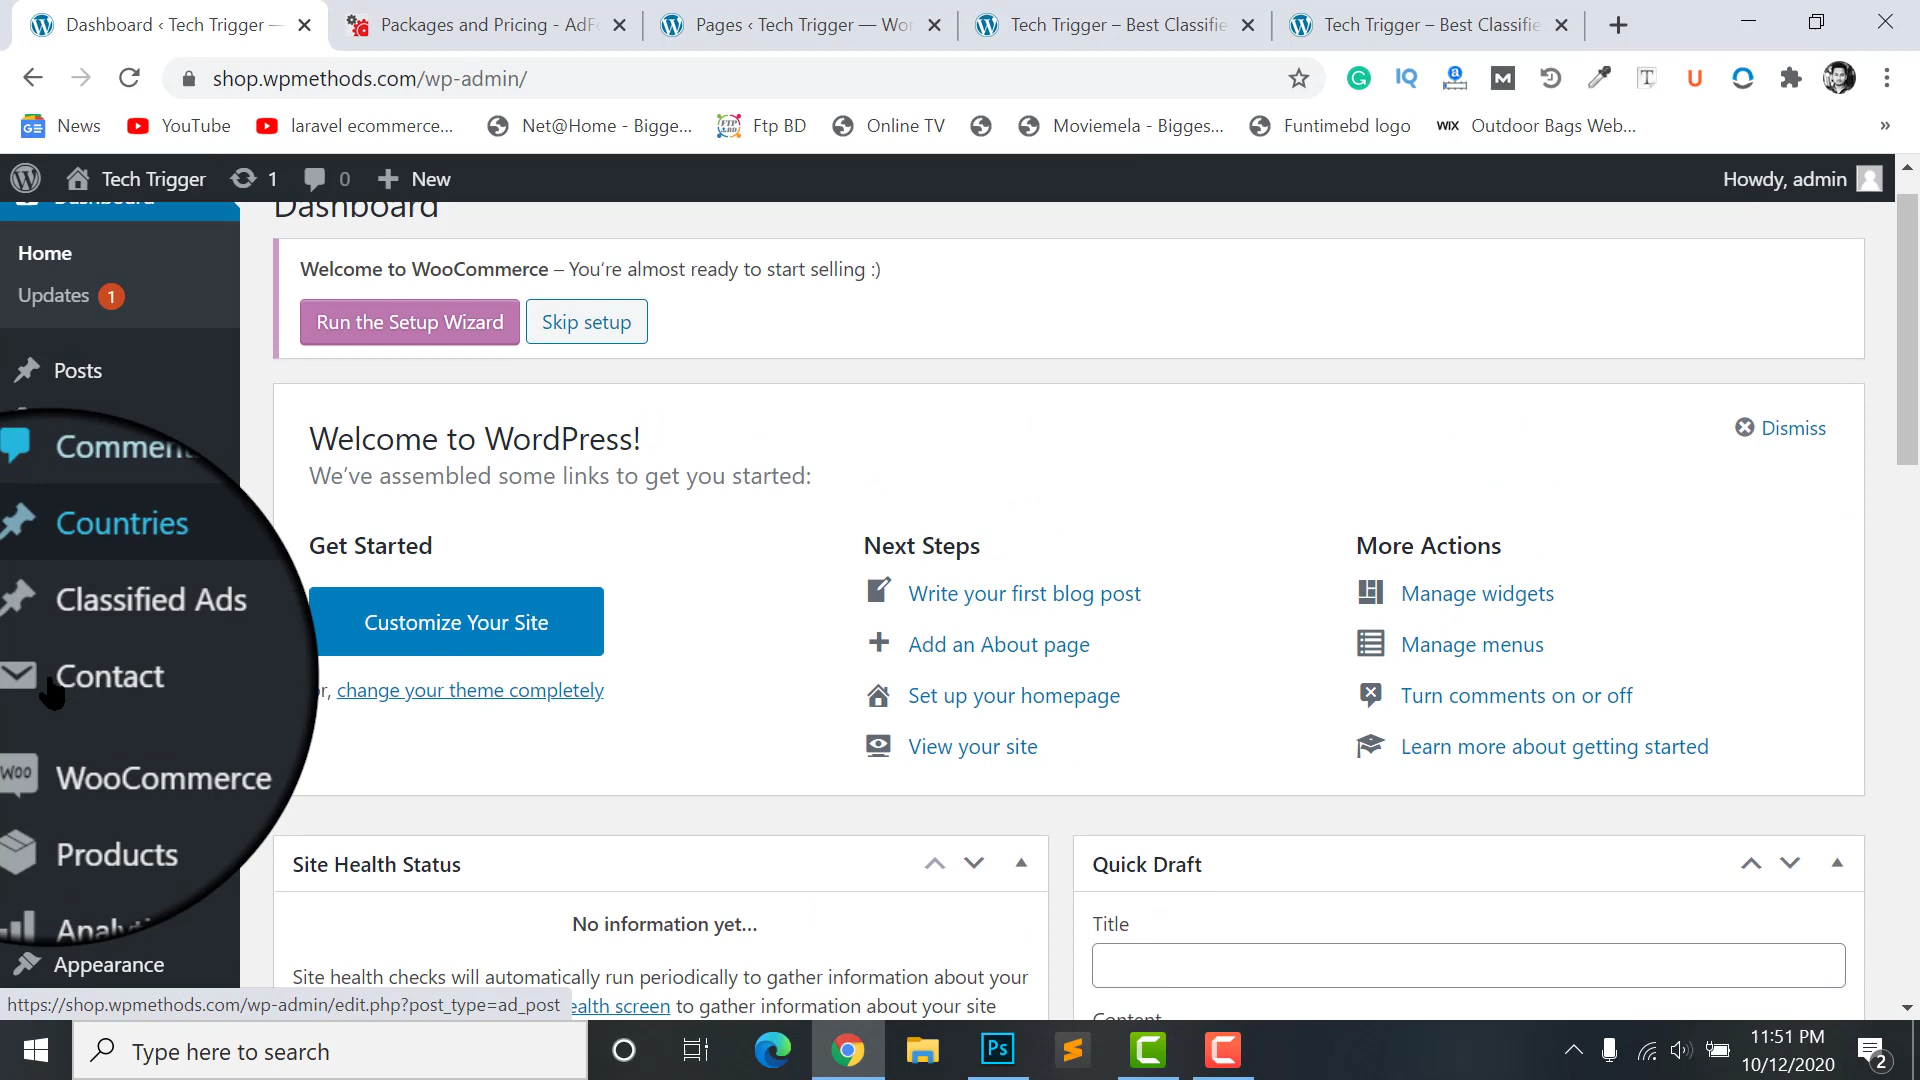 Dashboard ‹ Tech Trigger —
Packages and Pricing - AdF
Pages ‹ Tech Trigger — Wor
Tech Trigger – Best Classifie
Tech Trigger – Best Classifie
shop.wpmethods.com/wp-admin/
News
YouTube
laravel ecommerce...
Net@Home - Bigge...
Ftp BD
Online TV
Moviemela - Bigges...
Funtimebd logo
WIX
Outdoor Bags Web...
»
Tech Trigger
1
0
New
Howdy, admin
Dashboard
Dashboard
Home
Updates 1
Posts
Comment
Countries
Classified Ads
Contact
WooCommerce
Products
Analyti
Appearance
Welcome to WooCommerce – You're almost ready to start selling :)
Run the Setup Wizard
Skip setup
Welcome to WordPress!
We've assembled some links to get you started:
Dismiss
Get Started
Customize Your Site
or, change your theme completely
Next Steps
Write your first blog post
Add an About page
Set up your homepage
View your site
More Actions
Manage widgets
Manage menus
Turn comments on or off
Learn more about getting started
Site Health Status
No information yet...
Site health checks will automatically run periodically to gather information about your
ealth screen to gather information about your site
Quick Draft
Title
Content
https://shop.wpmethods.com/wp-admin/edit.php?post_type=ad_post
Type here to search
Ps
11:51 PM
10/12/2020
2